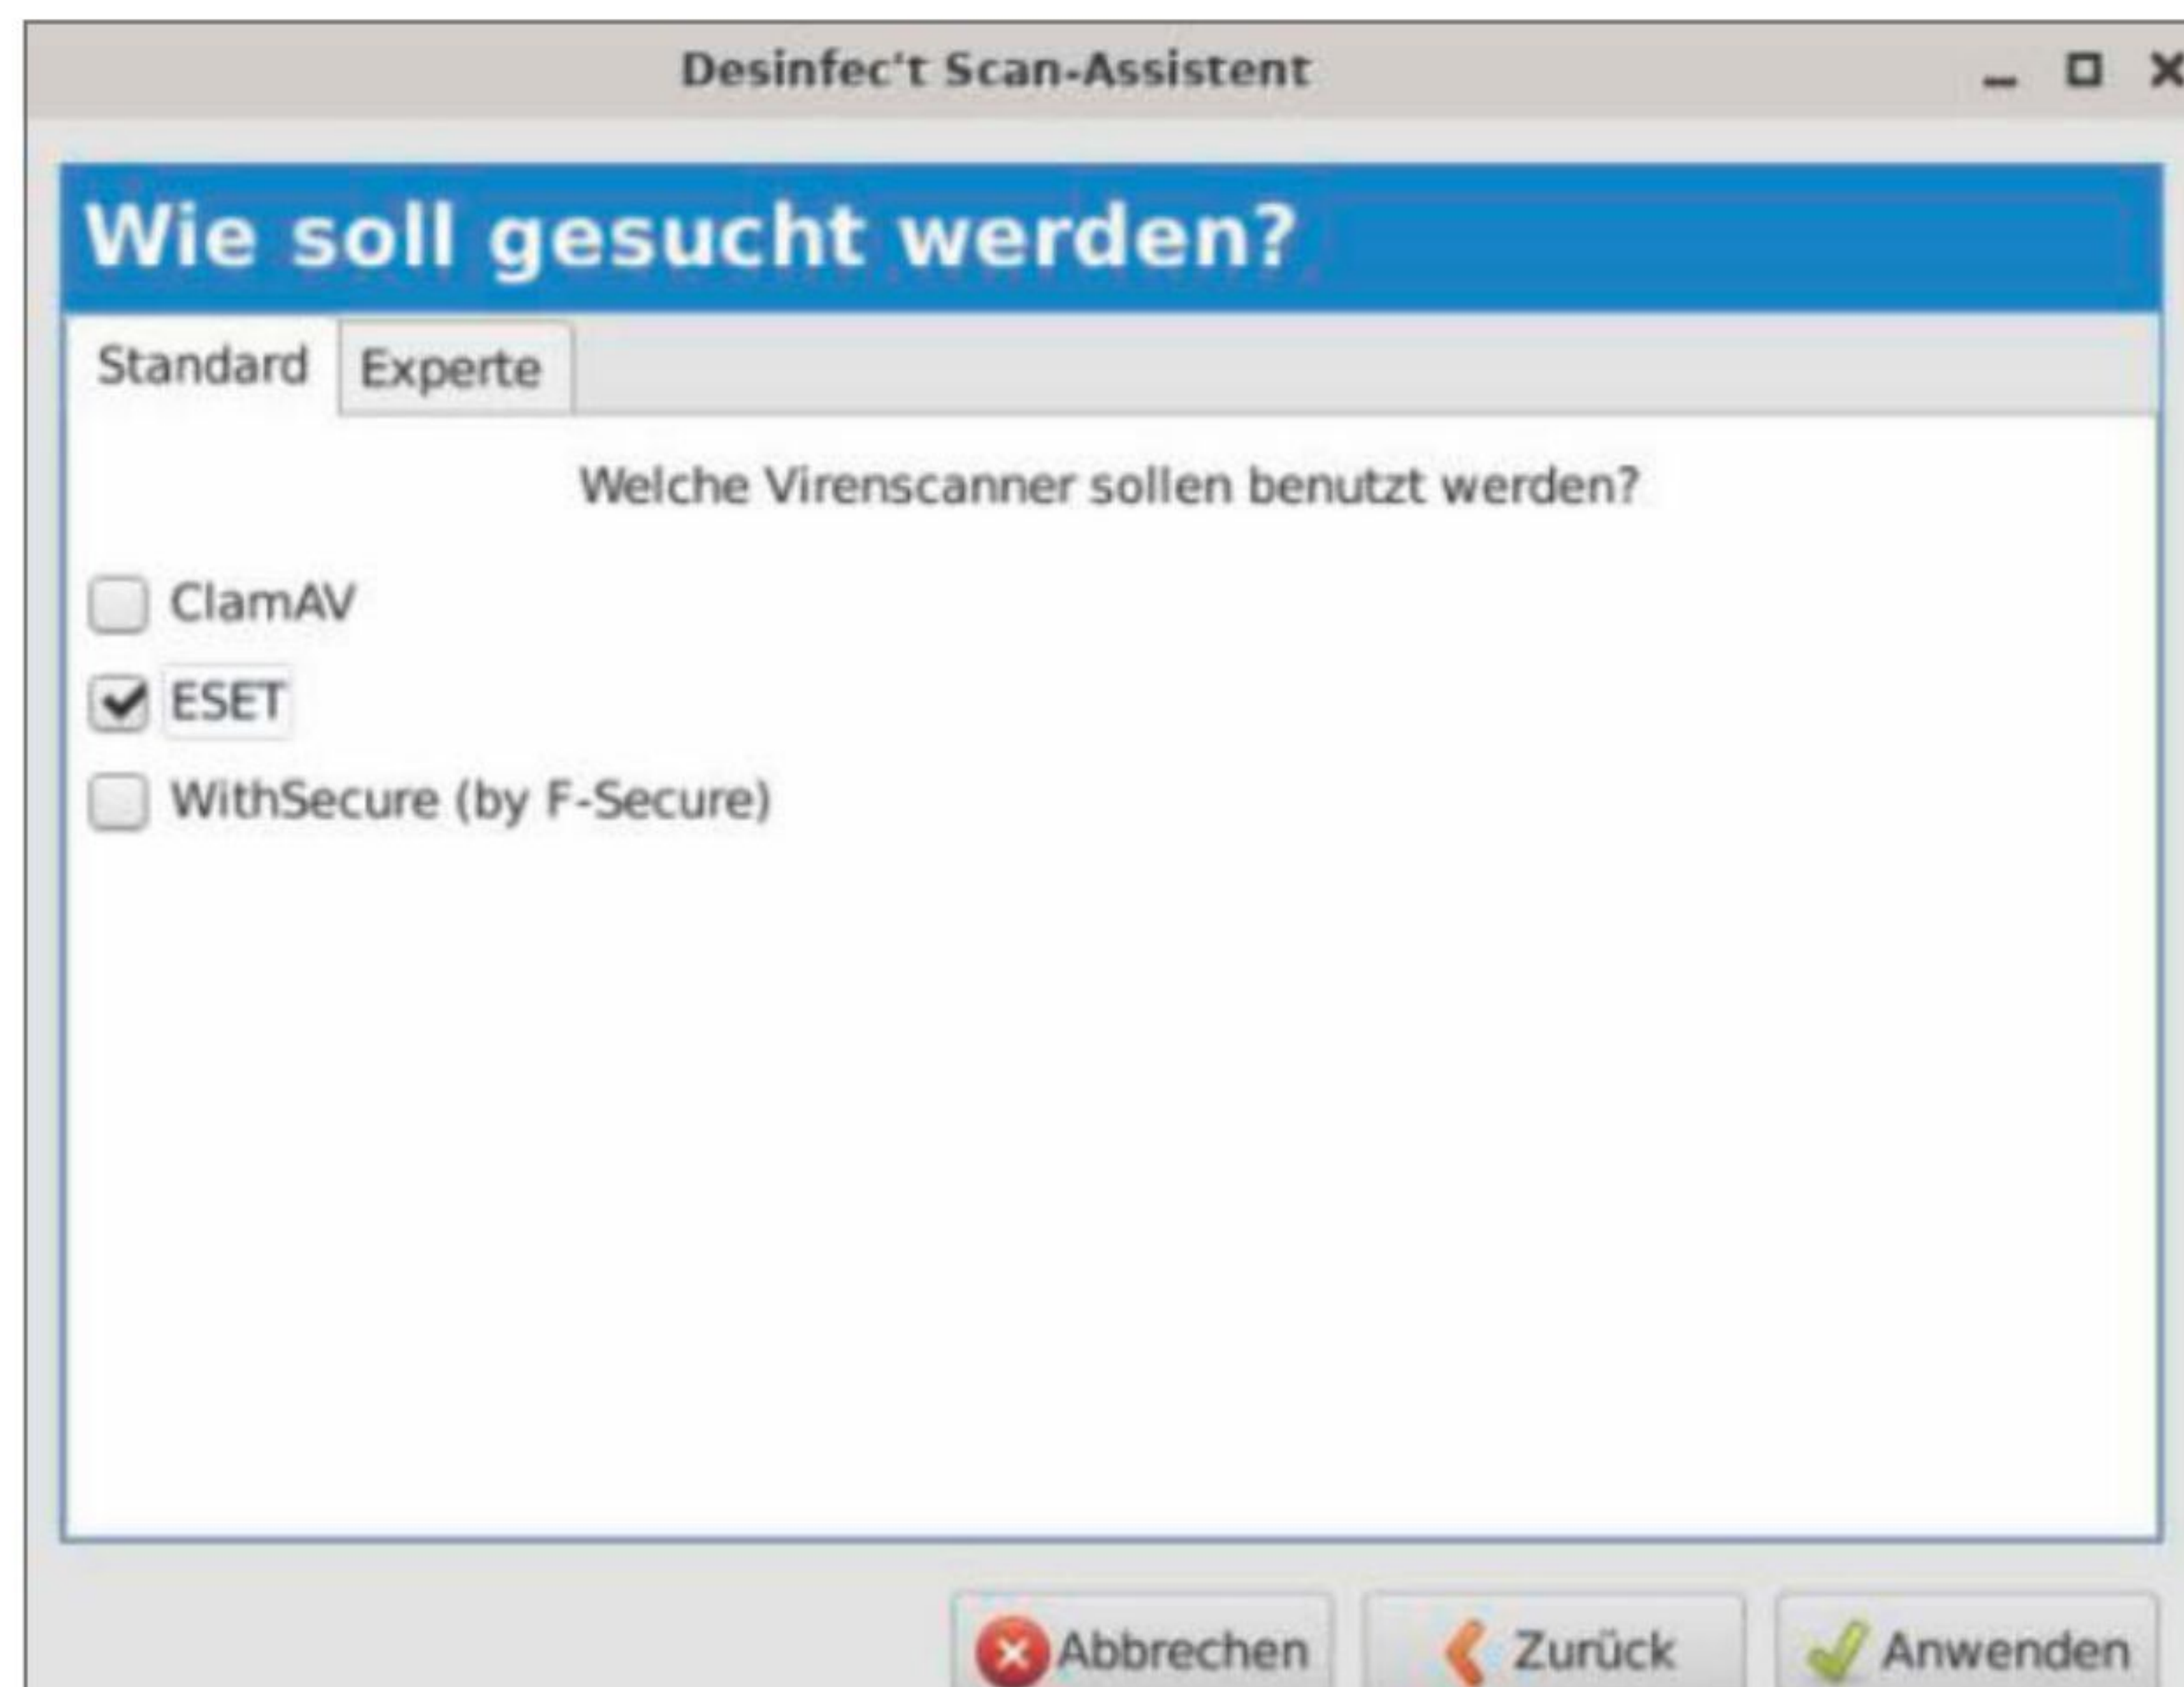 Desinfec't Scan-Assistent
Wie soll gesucht werden?
Standard Experte
Welche Virenscanner sollen benutzt werden?
ClamAV
ESET
WithSecure (by F-Secure)
Abbrechen Zurück Anwenden